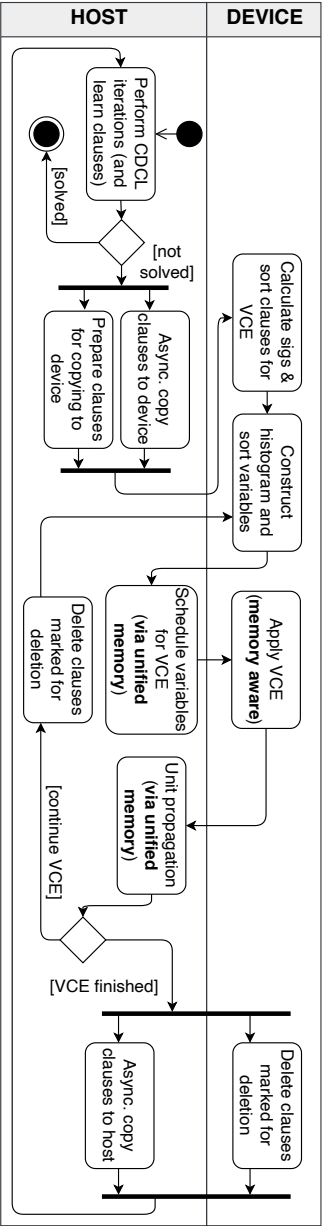 HOST
DEVICE
Perform CDCL
iterations (and
learn clauses)
[solved]
[not
solved]
Async. copy
clauses to device
Prepare clauses
for copying to
device
Calculate sigs &
sort clauses for
VCE
Construct
histogram and
sort variables
Schedule variables
for VCE
(via unified
memory)
Apply VCE
(memory aware)
Unit propagation
(via unified
memory)
Delete clauses
marked for
deletion
[continue VCE]
[VCE finished]
Delete clauses
marked for
deletion
Async. copy
clauses to host